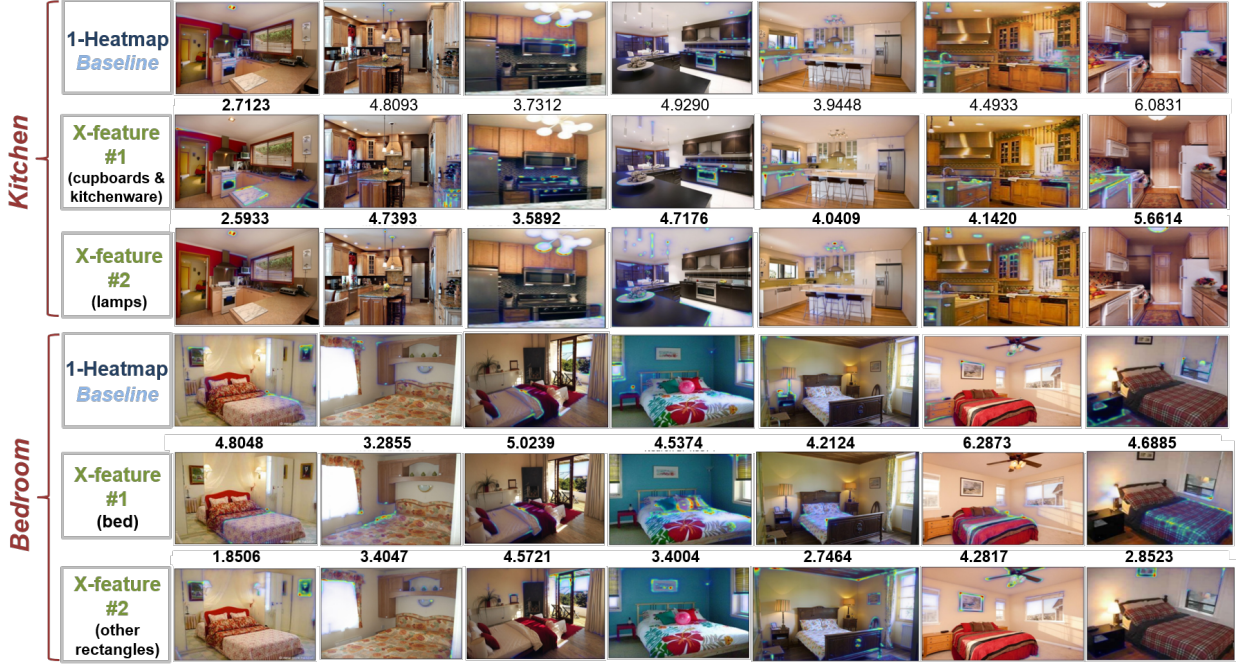 Kitchen
1-Heatmap
Baseline
2.7123 4.8093 3.7312 4.9290 3.9448 4.4933 6.0831
X-feature
#1
(cupboards &
kitchenware)
2.5933 4.7393 3.5892 4.7176 4.0409 4.1420 5.6614
X-feature
#2
(lamps)
Bedroom
1-Heatmap
Baseline
4.8048 3.2855 5.0239 4.5374 4.2124 6.2873 4.6885
X-feature
#1
(bed)
1.8506 3.4047 4.5721 3.4004 2.7464 4.2817 2.8523
X-feature
#2
(other
rectangles)